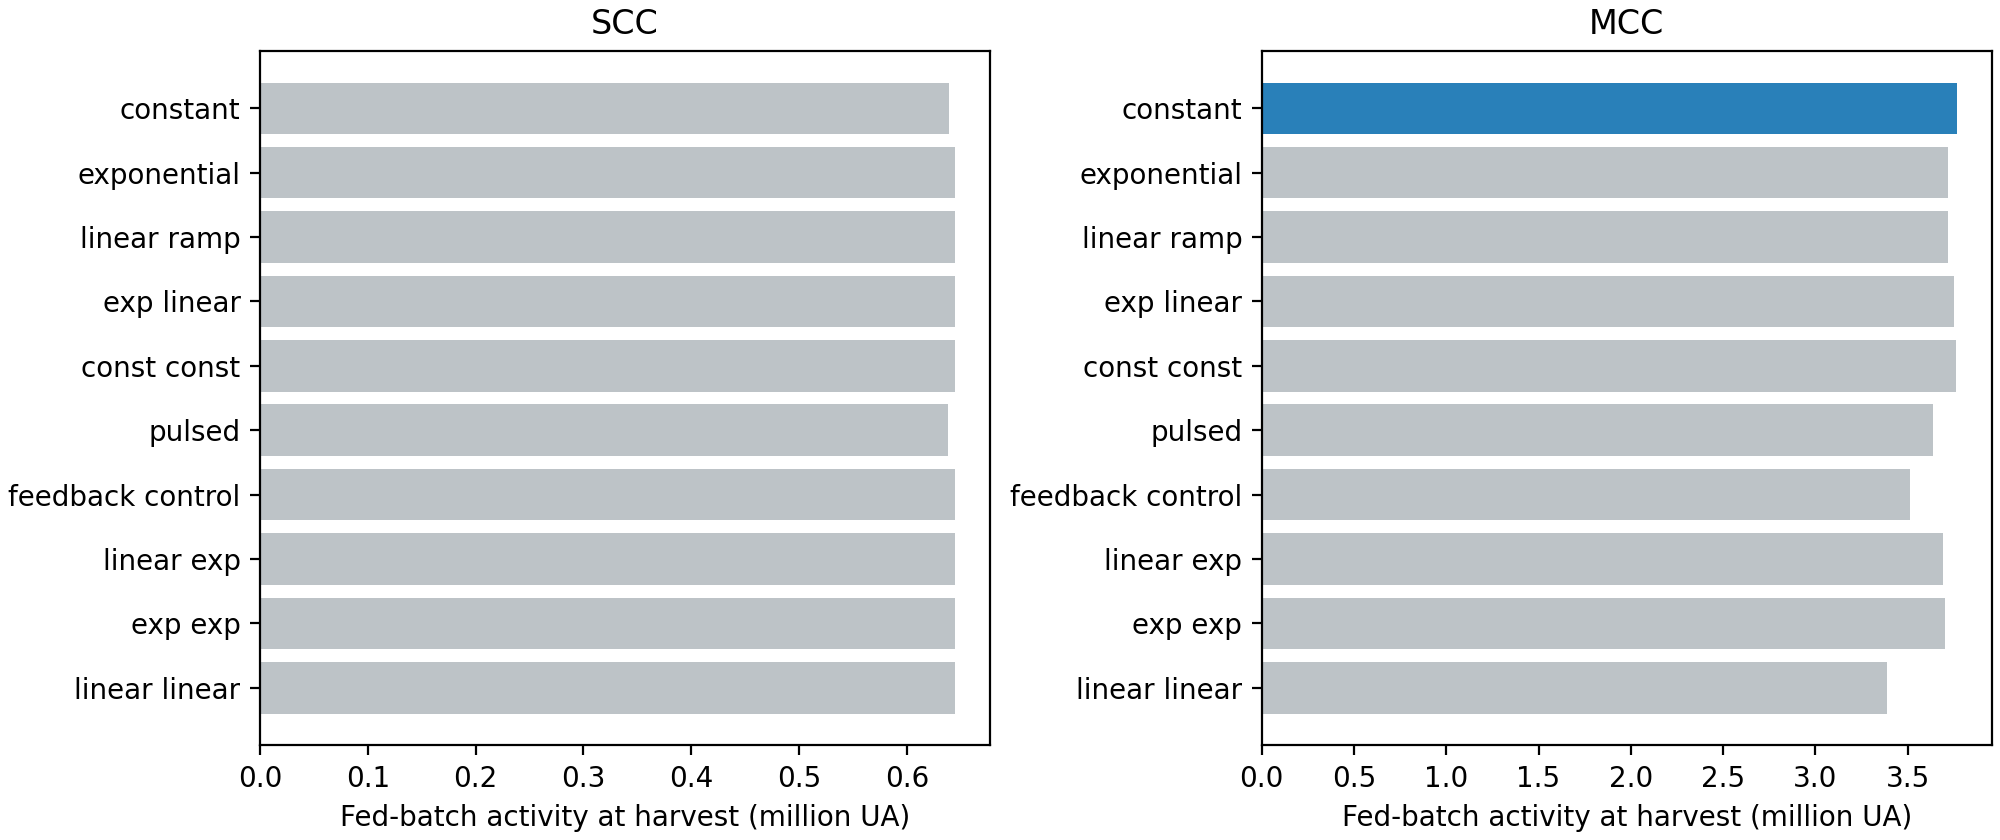 SCC
constant
exponential
linear ramp
exp linear
const const
pulsed
feedback control
linear exp
exp exp
linear linear
0.0 0.1 0.2 0.3 0.4 0.5 0.6
Fed-batch activity at harvest (million UA)
MCC
constant
exponential
linear ramp
exp linear
const const
pulsed
feedback control
linear exp
exp exp
linear linear
0.0 0.5 1.0 1.5 2.0 2.5 3.0 3.5
Fed-batch activity at harvest (million UA)